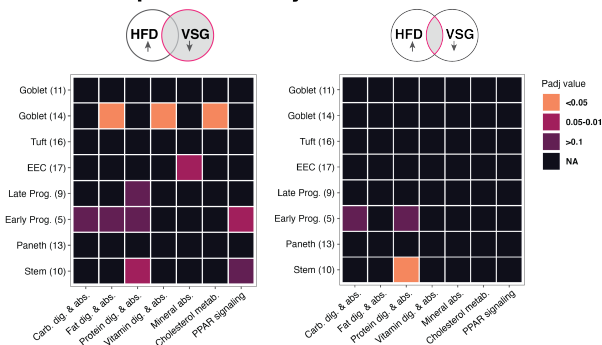 HFD VSG
HFD VSG
Goblet (11)
Goblet (14)
Tuft (16)
EEC (17)
Late Prog. (9)
Early Prog. (5)
Paneth (13)
Stem (10)
Carb. dig. & abs.
Fat dig. & abs.
Protein dig. & abs.
Vitamin dig. & abs.
Mineral abs.
Cholesterol metab.
PPAR signaling
Goblet (11)
Goblet (14)
Tuft (16)
EEC (17)
Late Prog. (9)
Early Prog. (5)
Paneth (13)
Stem (10)
Carb. dig. & abs.
Fat dig. & abs.
Protein dig. & abs.
Vitamin dig. & abs.
Mineral abs.
Cholesterol metab.
PPAR signaling
Padj value
<0.05
0.05-0.01
>0.1
NA